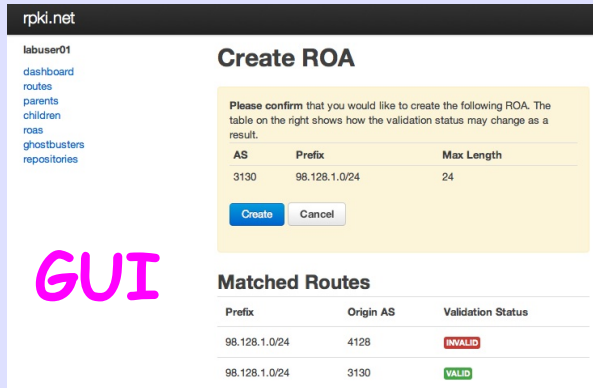 rpki.net
labuser01
dashboard
routes
parents
children
roas
ghostbusters
repositories
GUI
Create ROA
Please confirm that you would like to create the following ROA. The
table on the right shows how the validation status may change as a
result.
AS Prefix Max Length
3130 98.128.1.0/24 24
Create Cancel
Matched Routes
Prefix Origin AS Validation Status
98.128.1.0/24 4128 INVALID
98.128.1.0/24 3130 VALID